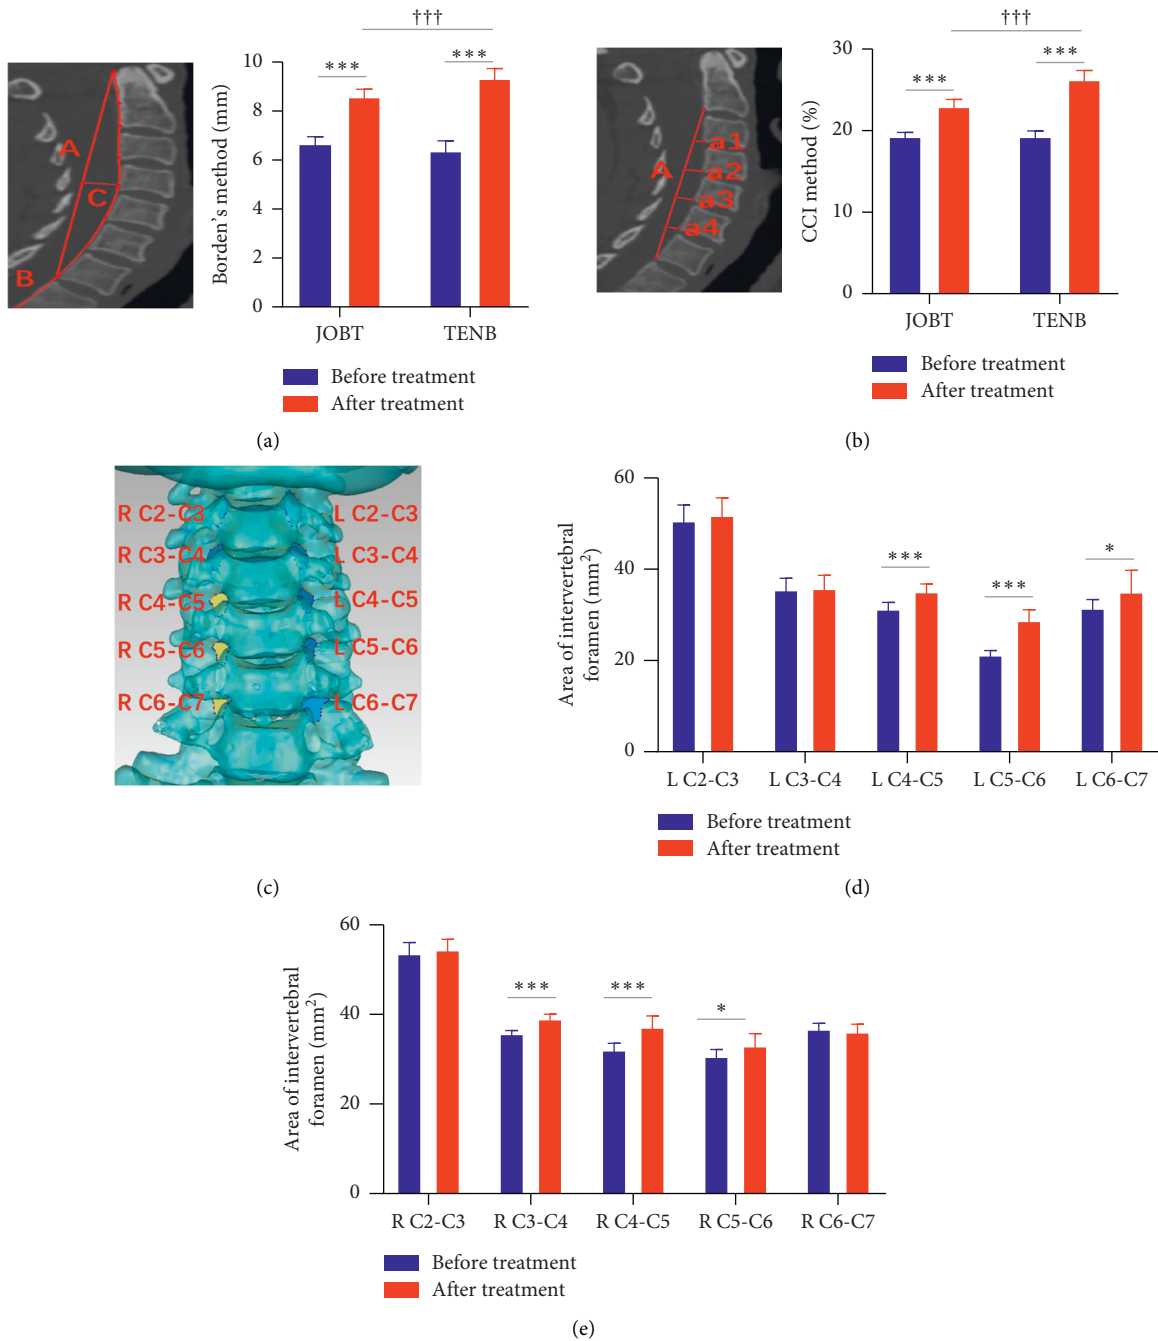 †††
***
***
10
8
6
4
2
0
Borden's method (mm)
A
C
B
JOBT
TENB
Before treatment
After treatment
(a)
†††
***
***
30
20
10
0
CCI method (%)
A
a1
a2
a3
a4
JOBT
TENB
Before treatment
After treatment
(b)
R C2-C3
L C2-C3
R C3-C4
L C3-C4
R C4-C5
L C4-C5
R C5-C6
L C5-C6
R C6-C7
L C6-C7
(c)
60
40
20
0
Area of intervertebral
foramen (mm²)
***
***
*
L C2-C3
L C3-C4
L C4-C5
L C5-C6
L C6-C7
Before treatment
After treatment
(d)
60
40
20
0
Area of intervertebral
foramen (mm²)
***
***
*
R C2-C3
R C3-C4
R C4-C5
R C5-C6
R C6-C7
Before treatment
After treatment
(e)